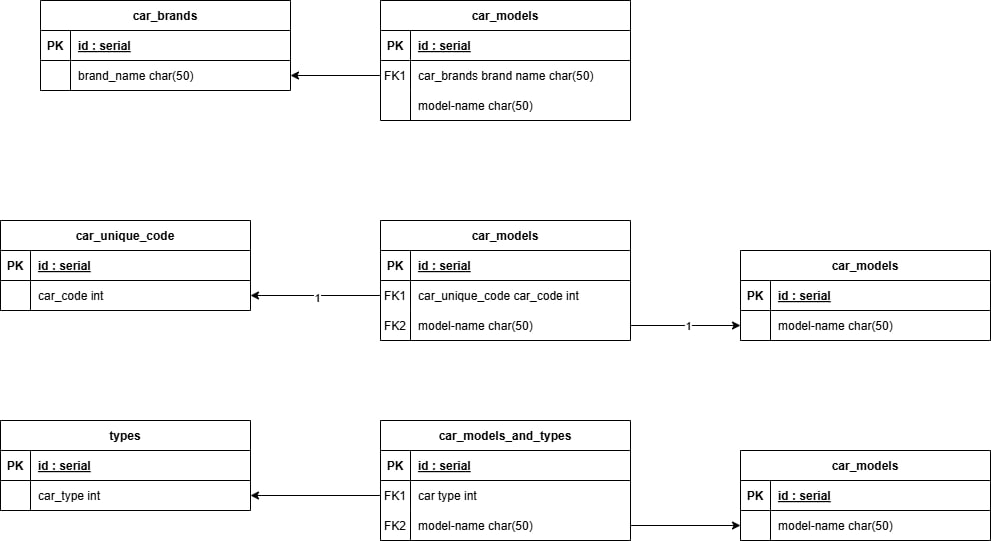 car_brands
PK id : serial
brand_name char(50)
car_models
PK id : serial
FK1 car_brands brand name char(50)
model-name char(50)
car_unique_code
PK id : serial
car_code int
1
car_models
PK id : serial
FK1 car_unique_code car_code int
FK2 model-name char(50)
1
car_models
PK id : serial
model-name char(50)
types
PK id : serial
car_type int
car_models_and_types
PK id : serial
FK1 car type int
FK2 model-name char(50)
car_models
PK id : serial
model-name char(50)